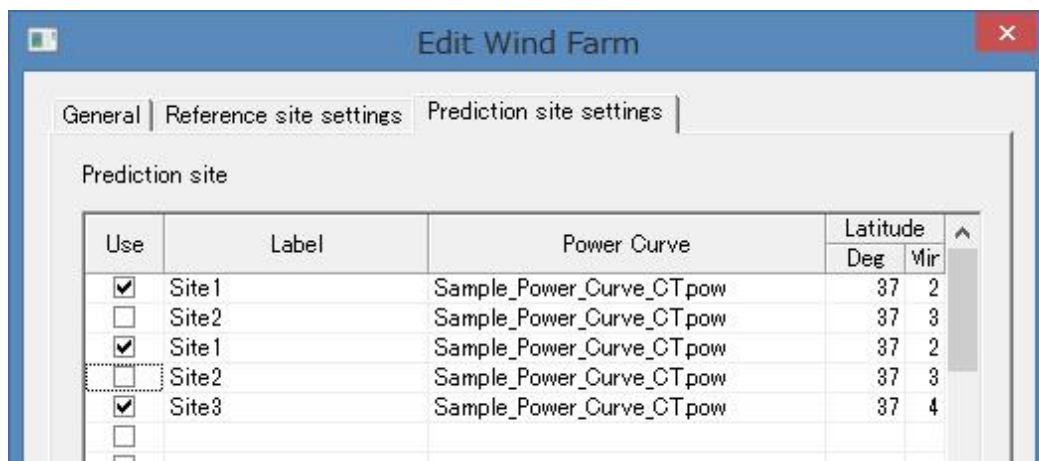 Edit Wind Farm
General Reference site settings Prediction site settings
Prediction site
Use Label Power Curve Latitude
Deg Min
Site1 Sample_Power_Curve_CT.pow 37 2
Site2 Sample_Power_Curve_CT.pow 37 3
Site1 Sample_Power_Curve_CT.pow 37 2
Site2 Sample_Power_Curve_CT.pow 37 3
Site3 Sample_Power_Curve_CT.pow 37 4